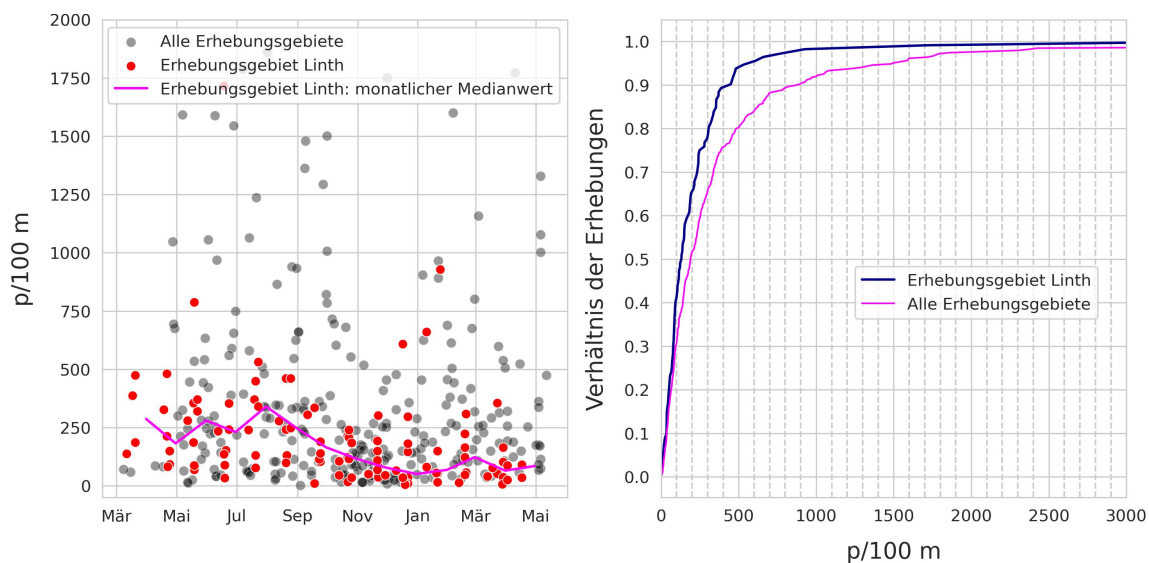 2000
1750
1500
1250
1000
750
500
250
0
p/100 m
Alle Erhebungsgebiete
Erhebungsgebiet Linth
Erhebungsgebiet Linth: monatlicher Medianwert
Mär
Mai
Jul
Sep
Nov
Jan
Mär
Mai
1.0
0.9
0.8
0.7
0.6
0.5
0.4
0.3
0.2
0.1
0.0
Verhältnis der Erhebungen
Erhebungsgebiet Linth
Alle Erhebungsgebiete
0
500
1000
1500
2000
2500
3000
p/100 m